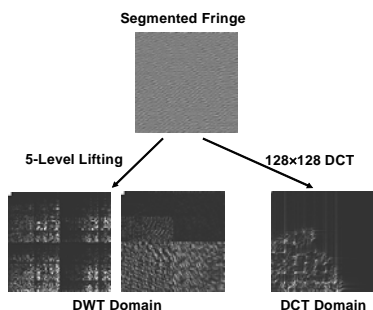 Segmented Fringe
5-Level Lifting
128×128 DCT
DWT Domain
DCT Domain